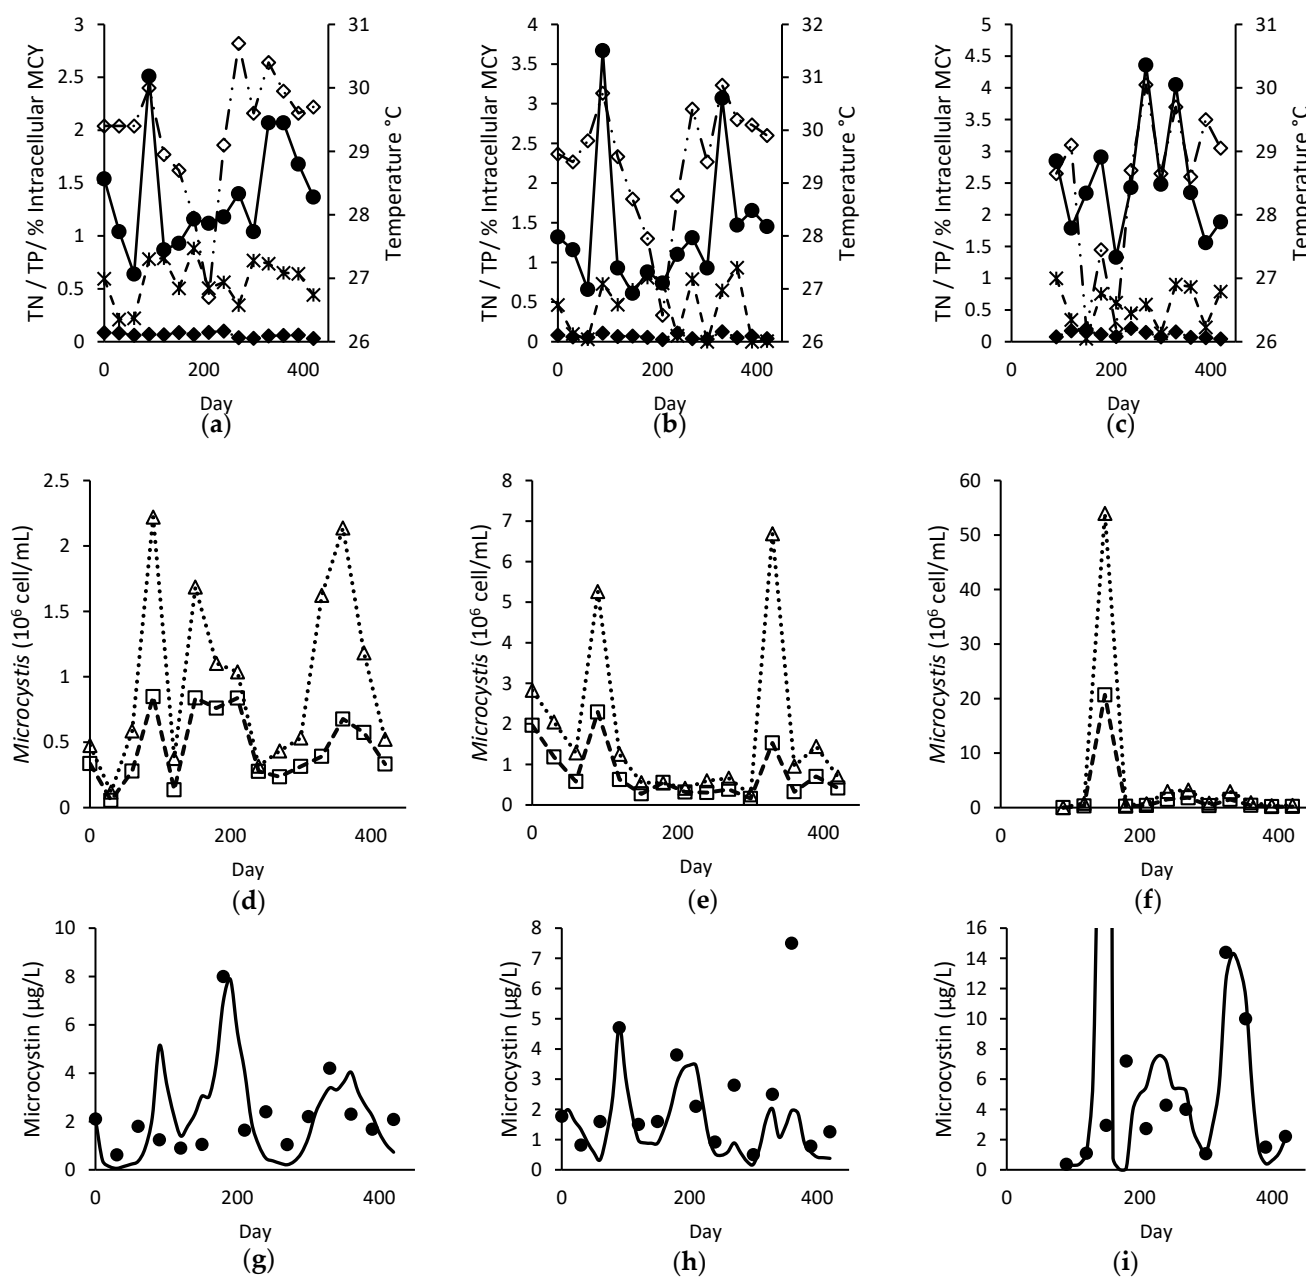 3
2.5
2
1.5
1
0.5
0
TN / TP/ % Intracellular MCY
31
30
29
28
27
26
Temperature °C
0 200 400
Day
(a)
4
3.5
3
2.5
2
1.5
1
0.5
0
TN / TP/ % Intracellular MCY
32
31
30
29
28
27
26
Temperature °C
0 200 400
Day
(b)
5
4.5
4
3.5
3
2.5
2
1.5
1
0.5
0
TN / TP/ % Intracellular MCY
31
30
29
28
27
26
Temperature °C
0 200 400
Day
(c)
2.5
2
1.5
1
0.5
0
Microcystis (10⁶ cell/mL)
0 200 400
Day
(d)
8
7
6
5
4
3
2
1
0
Microcystis (10⁶ cell/mL)
0 200 400
Day
(e)
60
50
40
30
20
10
0
Microcystis (10⁶ cell/mL)
0 200 400
Day
(f)
10
8
6
4
2
0
Microcystin (µg/L)
0 200 400
Day
(g)
8
7
6
5
4
3
2
1
0
Microcystin (µg/L)
0 200 400
Day
(h)
16
14
12
10
8
6
4
2
0
Microcystin (µg/L)
0 200 400
Day
(i)